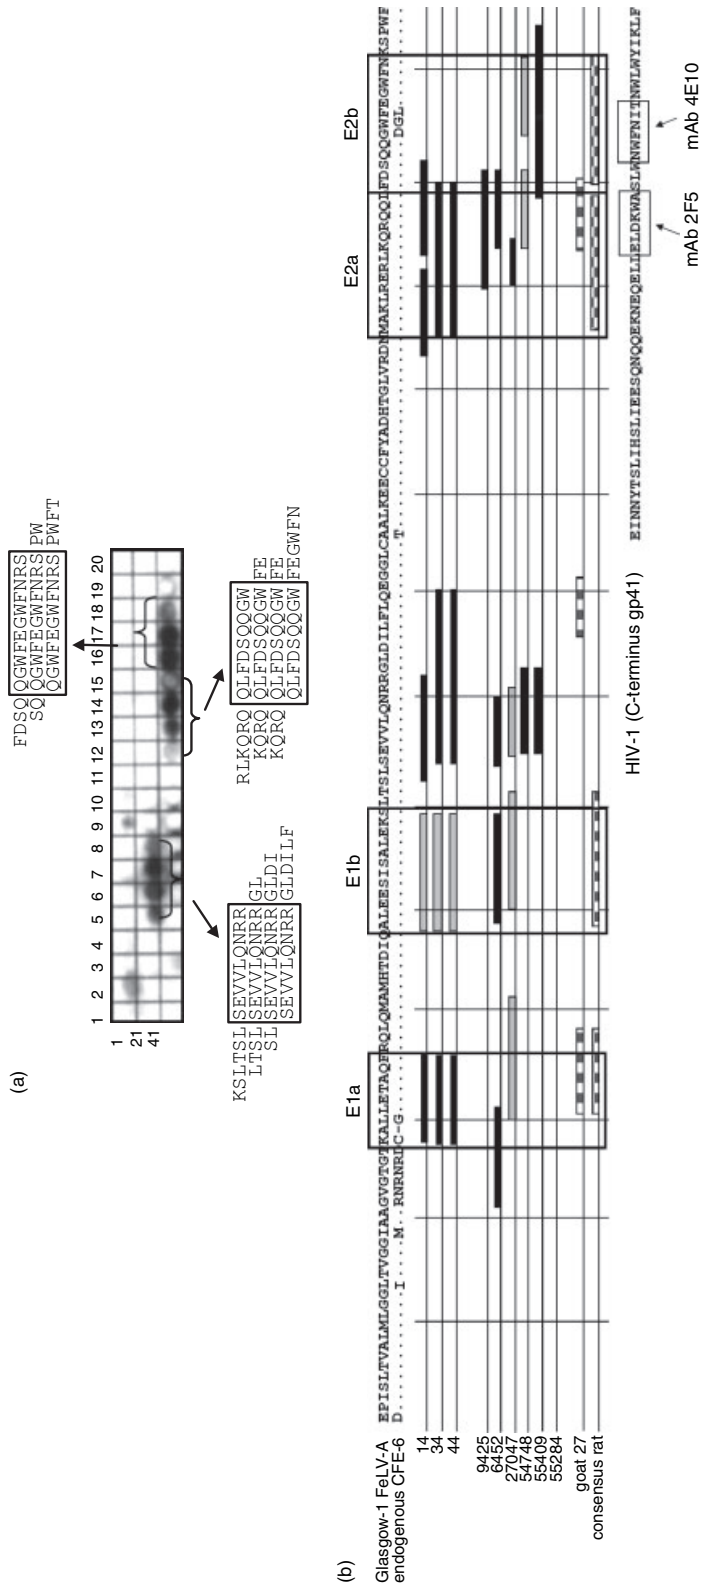 (a)
FDSQ QGWFEGWFNRS
SQ QGWFEGWFNRS PW
QGWFEGWFNRS PWFT
1 2 3 4 5 6 7 8 9 10 11 12 13 14 15 16 17 18 19 20
1
21
41
KSLTSL SEVVLQNRR
LTSL SEVVLQNRR GL
SL SEVVLQNRR GLDI
SEVVLQNRR GLDILF
RLKQRQ QLFDSQQGW
KQRQ QLFDSQQGW FE
KQRQ QLFDSQQGW FE
QLFDSQQGW FEGWFN
(b)
E1a E1b E2a E2b
Glasgow-1 FeLV-A EPISLTVALMLGGLTVGGIAAGVGTGTKALLETAQFRQLQMAMHTDIQALEESISALEKSLTSLSEVVLQNRRGLDILFLQEGGLCAALKEECCFYADHTGLVRDNMAKLRERLKQRQQLFDSQQGWFEGWFNKSPWF
endogenous CFE-6 D.........I....M..RNRNRDC-G..........T..........DGL.......
14
34
44
9425
6452
27047
54748
55409
55284
goat 27
consensus rat
EINNYTSLIHSLIEESQNQQEKNEQELLELDKWASLWNWFNITNWLWYIKLF
HIV-1 (C-terminus gp41)
mAb 2F5
mAb 4E10